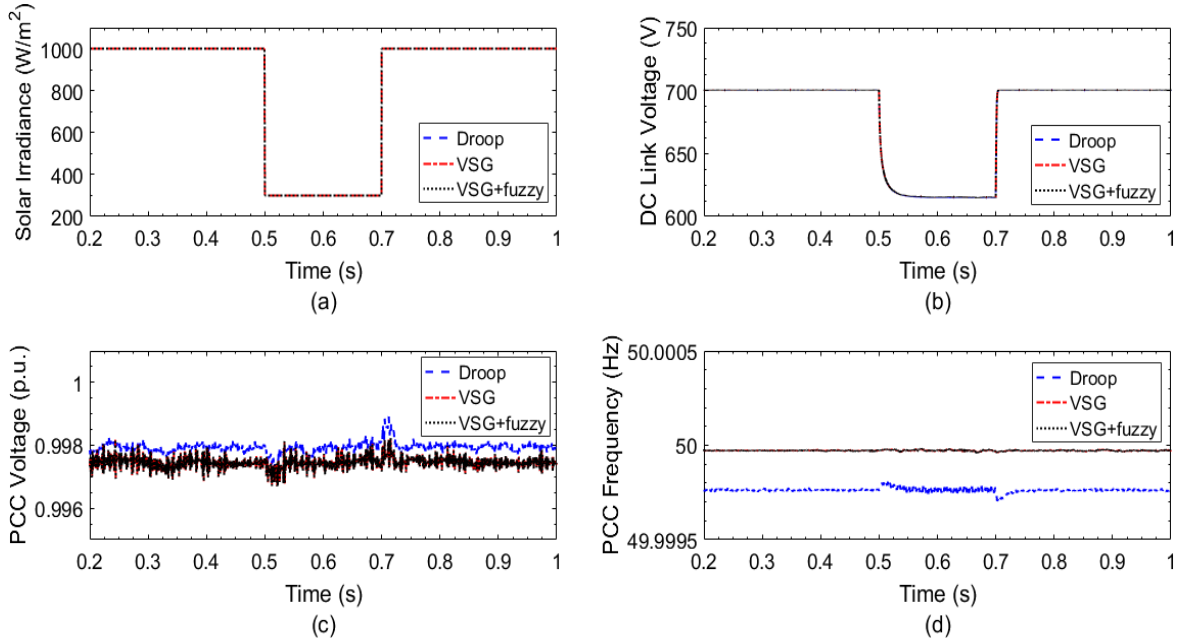 Solar Irradiance (W/m²)
1000
800
600
400
200
Droop
VSG
VSG+fuzzy
0.2 0.3 0.4 0.5 0.6 0.7 0.8 0.9 1
Time (s)
(a)
DC Link Voltage (V)
750
700
650
600
Droop
VSG
VSG+fuzzy
0.2 0.3 0.4 0.5 0.6 0.7 0.8 0.9 1
Time (s)
(b)
PCC Voltage (p.u.)
1
0.998
0.996
Droop
VSG
VSG+fuzzy
0.2 0.3 0.4 0.5 0.6 0.7 0.8 0.9 1
Time (s)
(c)
PCC Frequency (Hz)
50.0005
50
49.9995
Droop
VSG
VSG+fuzzy
0.2 0.3 0.4 0.5 0.6 0.7 0.8 0.9 1
Time (s)
(d)